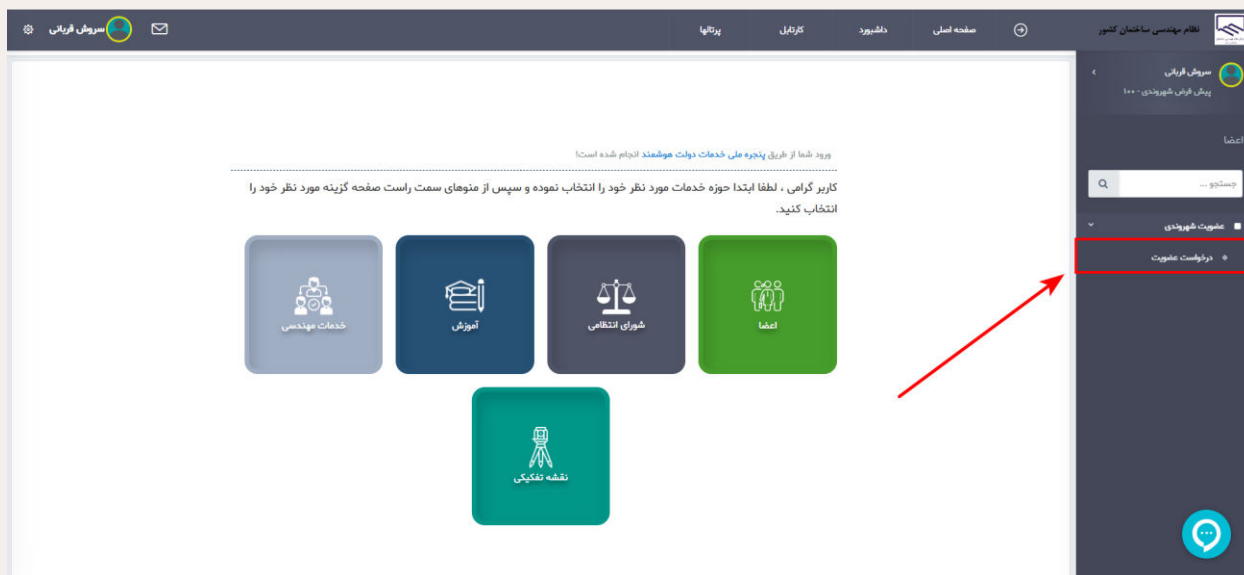 نظام مهندسی ساختمان کشور
صفحه اصلی
داشبورد
کارتابل
پرتالها
سروش قربانی
سروش قربانی
پیش فرض شهروندی - ۱۰۰
اعضا
جستجو ...
عضویت شهروندی
درخواست عضویت
ورود شما از طریق پنجره ملی خدمات دولت هوشمند انجام شده است!
کاربر گرامی ، لطفا ابتدا حوزه خدمات مورد نظر خود را انتخاب نموده و سپس از منوهای سمت راست صفحه گزینه مورد نظر خود را
انتخاب کنید.
اعضا
شورای انتظامی
آموزش
خدمات مهندسی
نقشه تفکیکی